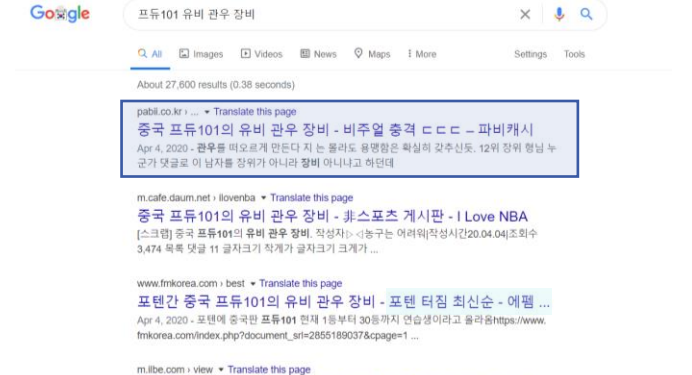 Google
프듀101 유비 관우 장비
All Images Videos News Maps More Settings Tools
About 27,600 results (0.38 seconds)
pabii.co.kr › ... Translate this page
중국 프듀101의 유비 관우 장비 - 비주얼 충격 ㄷㄷㄷ – 파비캐시
Apr 4, 2020 - 관우를 떠오르게 만든다 지 는 몰라도 용맹함은 확실히 갖추신듯. 12위 장위 형님 누
군가 댓글로 이 남자를 장위가 아니라 장비 아니냐고 하던데
m.cafe.daum.net › ilovenba Translate this page
중국 프듀101의 유비 관우 장비 - 非스포츠 게시판 - I Love NBA
[스크랩] 중국 프듀101의 유비 관우 장비. 작성자▷◁농구는 어려워|작성시간20.04.04|조회수
3,474 목록 댓글 11 글자크기 작게가 글자크기 크게가 ...
www.fmkorea.com › best Translate this page
포텐간 중국 프듀101의 유비 관우 장비 - 포텐 터짐 최신순 - 에펨 ...
Apr 4, 2020 - 포텐에 중국판 프듀101 현재 1등부터 30등까지 연습생이라고 올라옴https://www.
fmkorea.com/index.php?document_srl=2855189037&cpage=1 ...
m.ilbe.com › view Translate this page